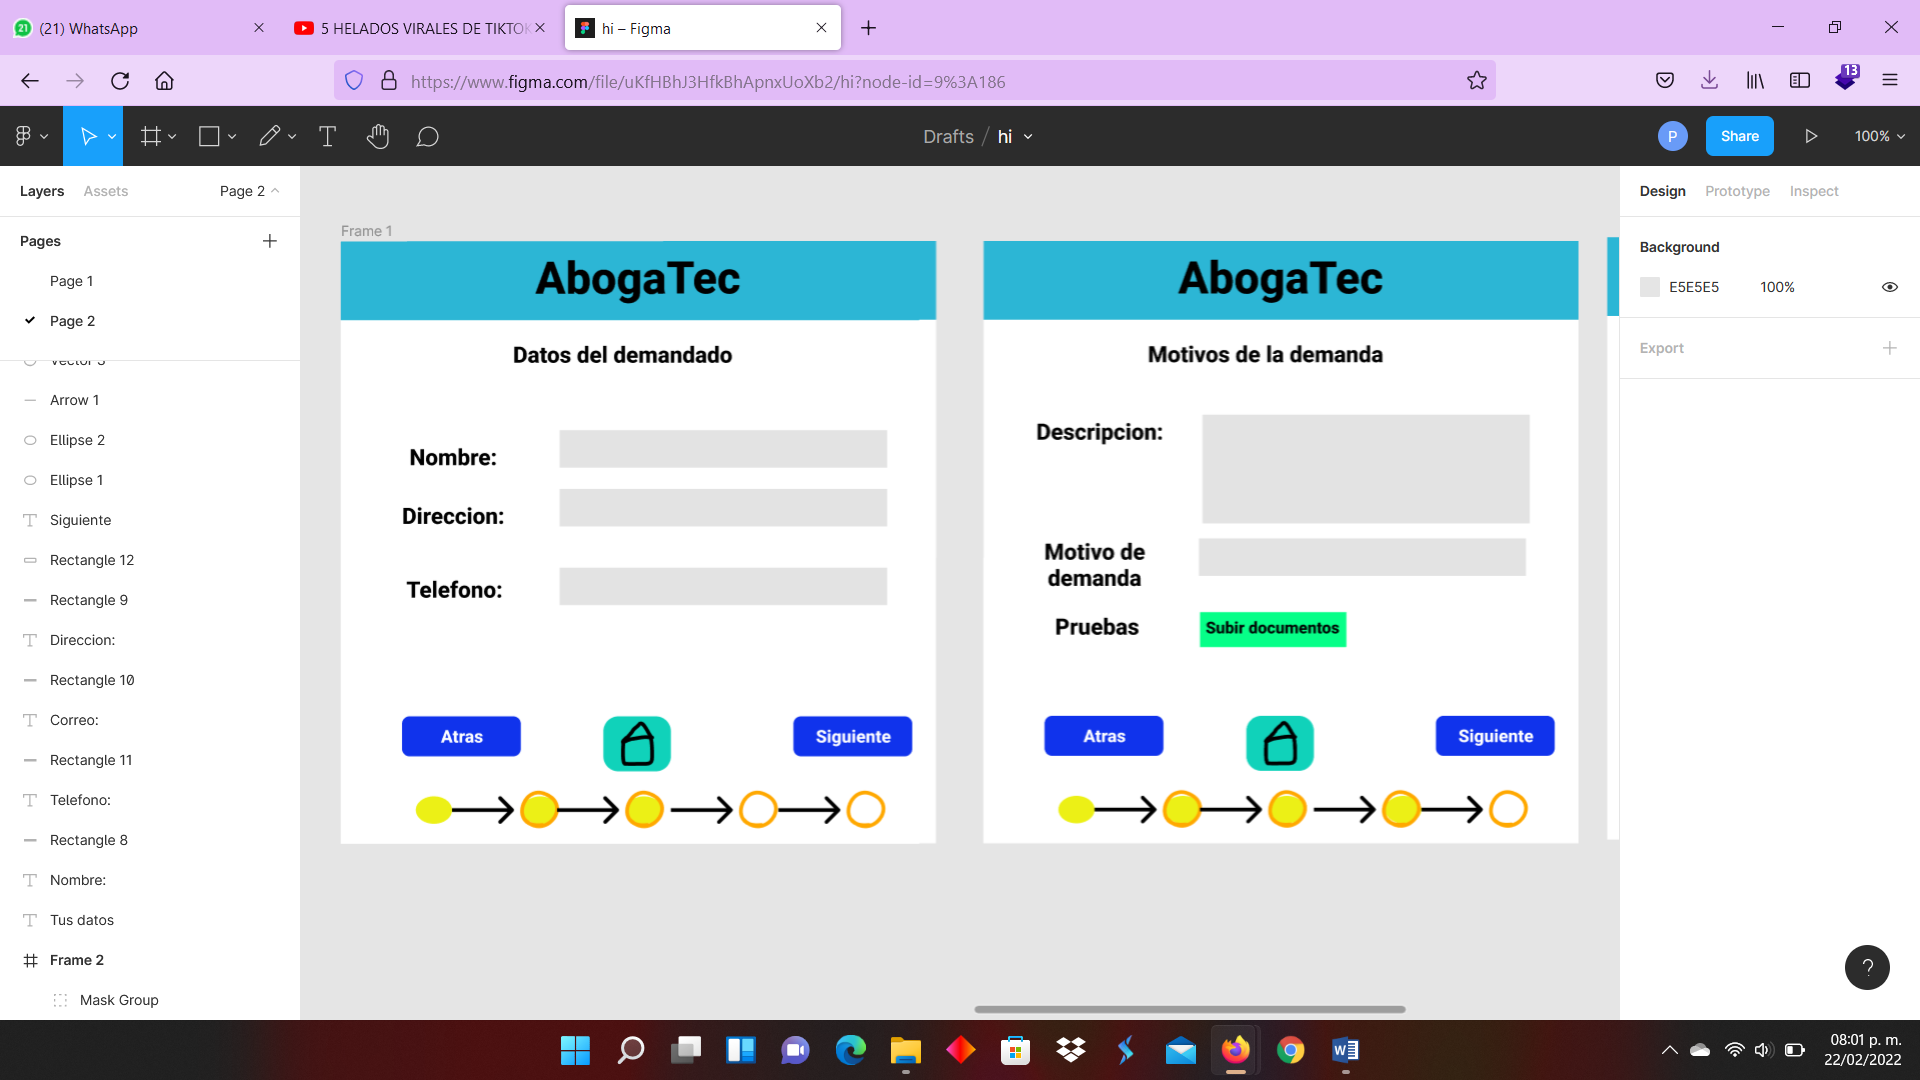 21
(21) WhatsApp
5 HELADOS VIRALES DE TIKTOK
hi – Figma
https://www.figma.com/file/uKfHBhJ3HfkBhApnxUoXb2/hi?node-id=9%3A186
13
Drafts / hi
P
Share
100%
Layers
Assets
Page 2
Pages
Page 1
Page 2
Vector 3
Arrow 1
Ellipse 2
Ellipse 1
Siguiente
Rectangle 12
Rectangle 9
Direccion:
Rectangle 10
Correo:
Rectangle 11
Telefono:
Rectangle 8
Nombre:
Tus datos
Frame 2
Mask Group
Frame 1
AbogaTec
Datos del demandado
Nombre:
Direccion:
Telefono:
Atras
Siguiente
AbogaTec
Motivos de la demanda
Descripcion:
Motivo de
demanda
Pruebas
Subir documentos
Atras
Siguiente
Design
Prototype
Inspect
Background
E5E5E5
100%
Export
?
08:01 p. m.
22/02/2022